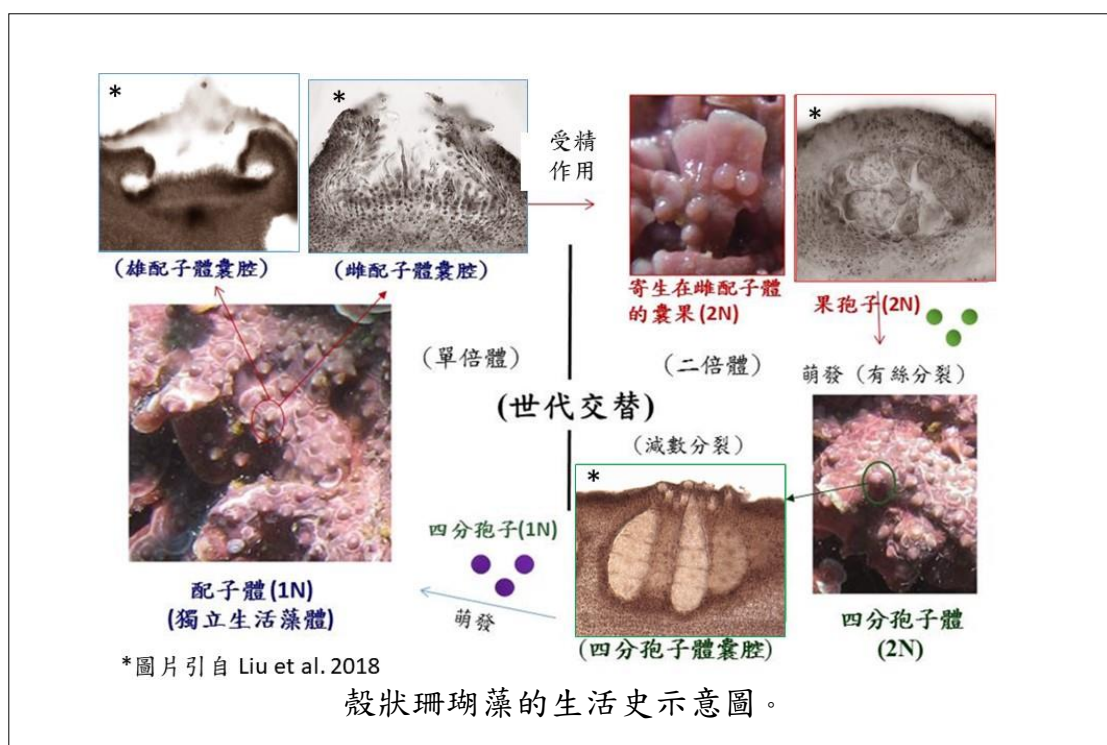 *
*
受精
作用
*
(雄配子體囊腔)
(雌配子體囊腔)
寄生在雌配子體
的囊果(2N)
果孢子(2N)
(單倍體)
(二倍體)
萌發(有絲分裂)
(世代交替)
(減數分裂)
*
四分孢子(1N)
配子體(1N)
(獨立生活藻體)
萌發
(四分孢子體囊腔)
四分孢子體
(2N)
*圖片引自 Liu et al. 2018
殼狀珊瑚藻的生活史示意圖。